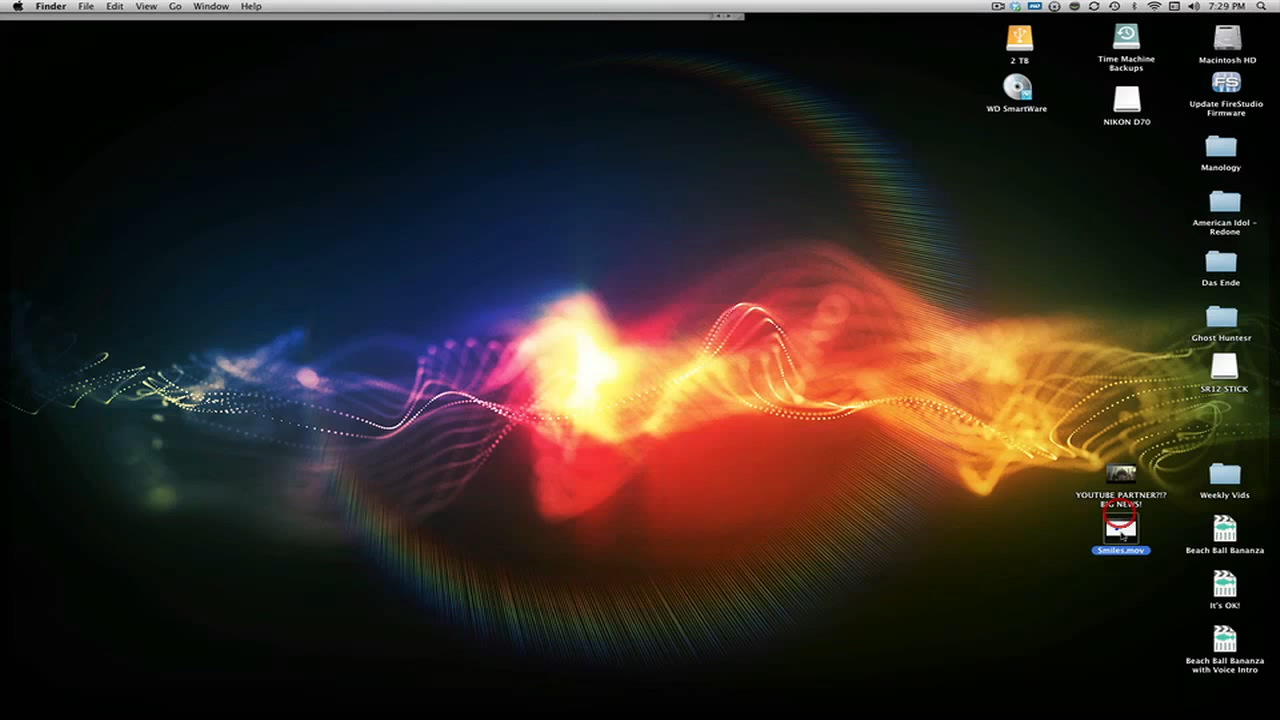 Finder File Edit View Go Window Help 7:29 PM
2 TB
Time Machine
Backups
Macintosh HD
WD SmartWare
NIKON D70
FS
Update FireStudio
Firmware
Manology
American Idol -
Redone
Das Ende
Ghost Huntesr
SR12 STICK
YOUTUBE PARTNER?!?
BIG NEWS!
Weekly Vids
Smiles.mov
Beach Ball Bananza
It's OK!
Beach Ball Bananza
with Voice Intro